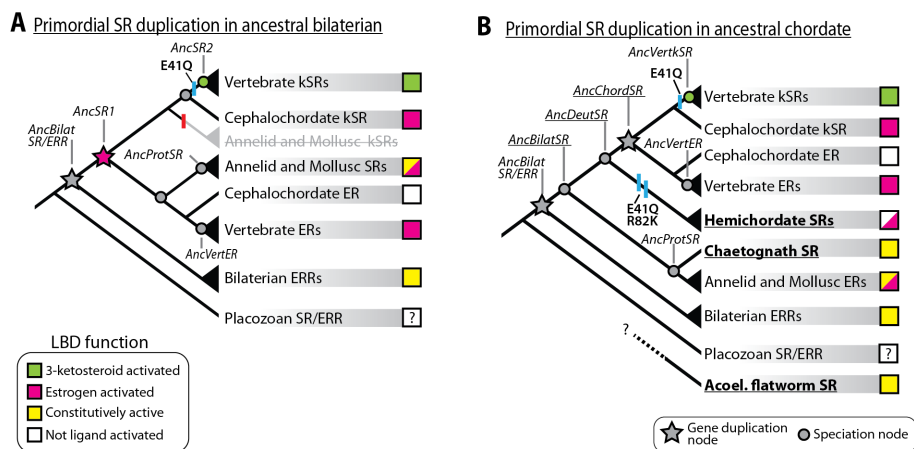 A Primordial SR duplication in ancestral bilaterian
AncSR2
E41Q
Vertebrate kSRs
AncSR1
Cephalochordate kSR
AncBilat
SR/ERR
Annelid and Mollusc kSRs
AncProtSR
Annelid and Mollusc SRs
Cephalochordate ER
Vertebrate ERs
AncVertER
Bilaterian ERRs
Placozoan SR/ERR
?
LBD function
3-ketosteroid activated
Estrogen activated
Constitutively active
Not ligand activated
B Primordial SR duplication in ancestral chordate
AncVertkSR
E41Q
AncChordSR
Vertebrate kSRs
AncDeutSR
Cephalochordate kSR
AncBilatSR
AncVertER
Cephalochordate ER
AncBilat
SR/ERR
Vertebrate ERs
E41Q
R82K
Hemichordate SRs
AncProtSR
Chaetognath SR
Annelid and Mollusc ERs
Bilaterian ERRs
?
Placozoan SR/ERR
?
Acoel. flatworm SR
Gene duplication
node
Speciation node